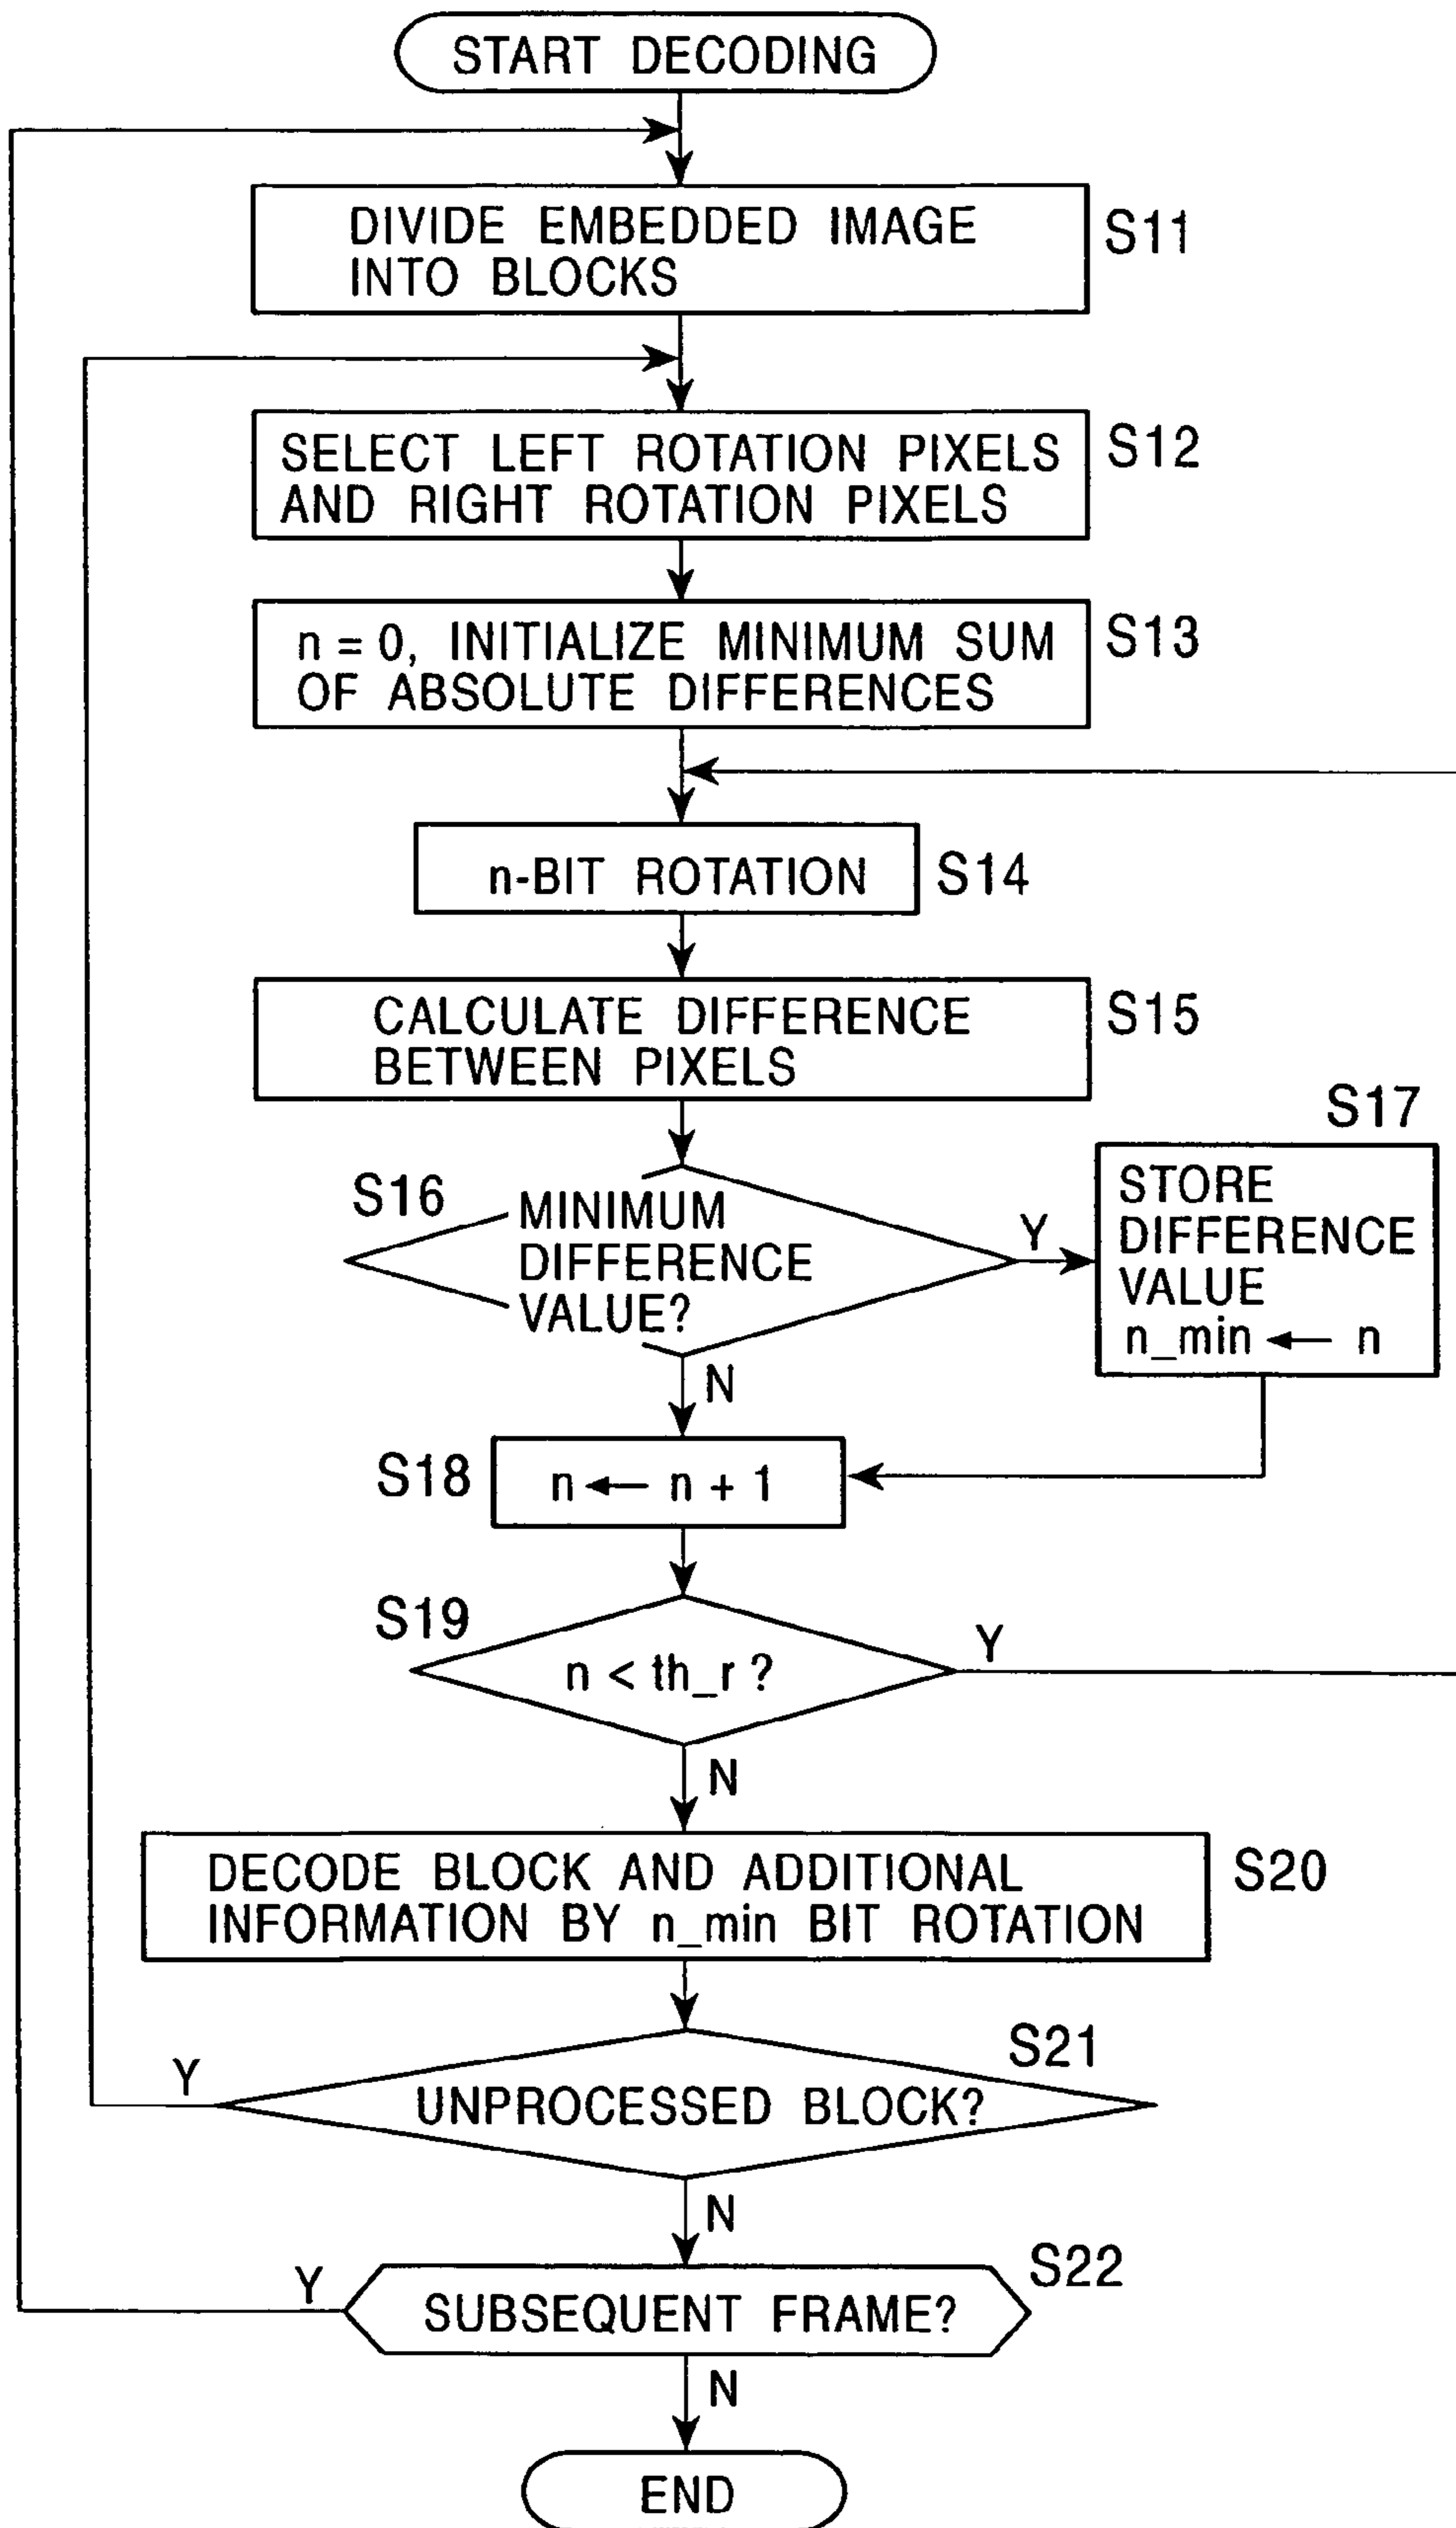 START DECODING
DIVIDE EMBEDDED IMAGE
INTO BLOCKS
S11
SELECT LEFT ROTATION PIXELS
AND RIGHT ROTATION PIXELS
S12
n = 0, INITIALIZE MINIMUM SUM
OF ABSOLUTE DIFFERENCES
S13
n-BIT ROTATION
S14
CALCULATE DIFFERENCE
BETWEEN PIXELS
S15
S16
MINIMUM
DIFFERENCE
VALUE?
Y
N
S17
STORE
DIFFERENCE
VALUE
n_min ← n
S18
n ← n + 1
S19
n < th_r ?
Y
N
DECODE BLOCK AND ADDITIONAL
INFORMATION BY n_min BIT ROTATION
S20
S21
UNPROCESSED BLOCK?
Y
N
S22
SUBSEQUENT FRAME?
Y
N
END